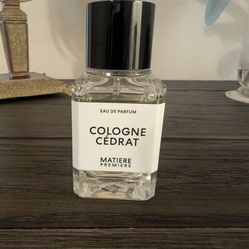 EAU DE PARFUM
COLOGNE
CÉDRAT
MATIERE
PREMIERE